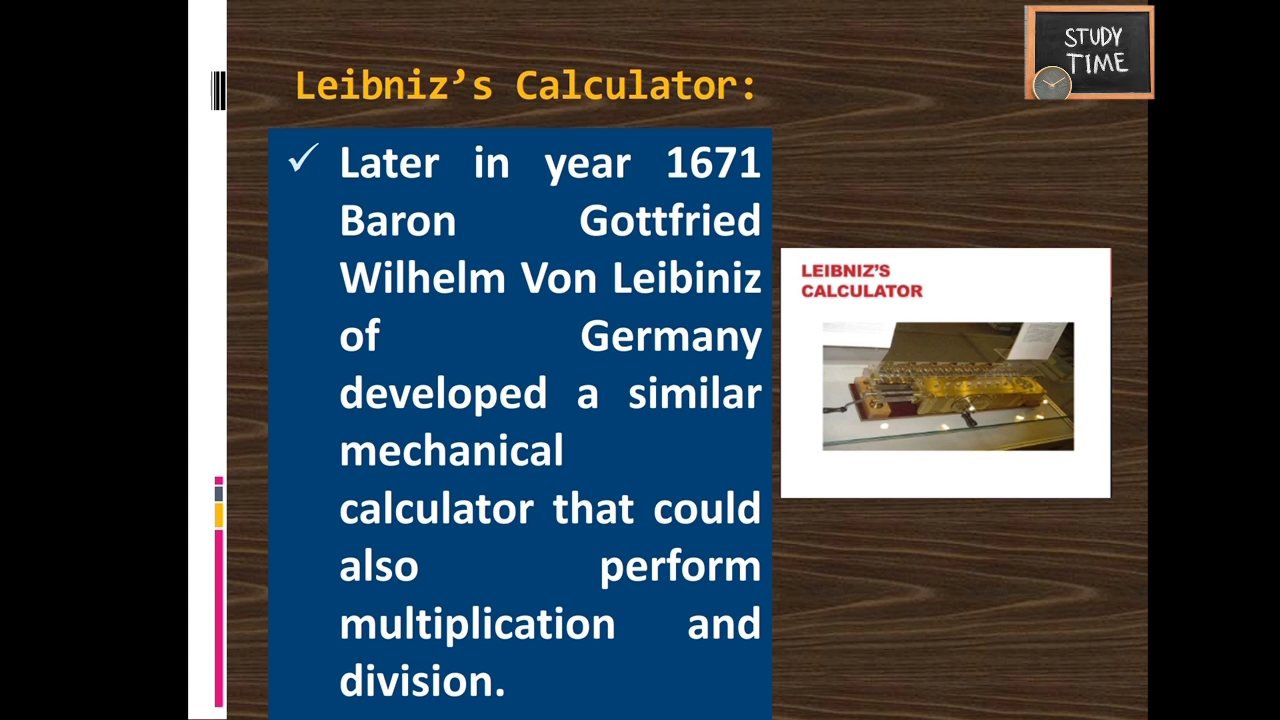 STUDY
TIME
Leibniz’s Calculator:
✓ Later in year 1671
Baron Gottfried
Wilhelm Von Leibiniz
of Germany
developed a similar
mechanical
calculator that could
also perform
multiplication and
division.
LEIBNIZ’S
CALCULATOR